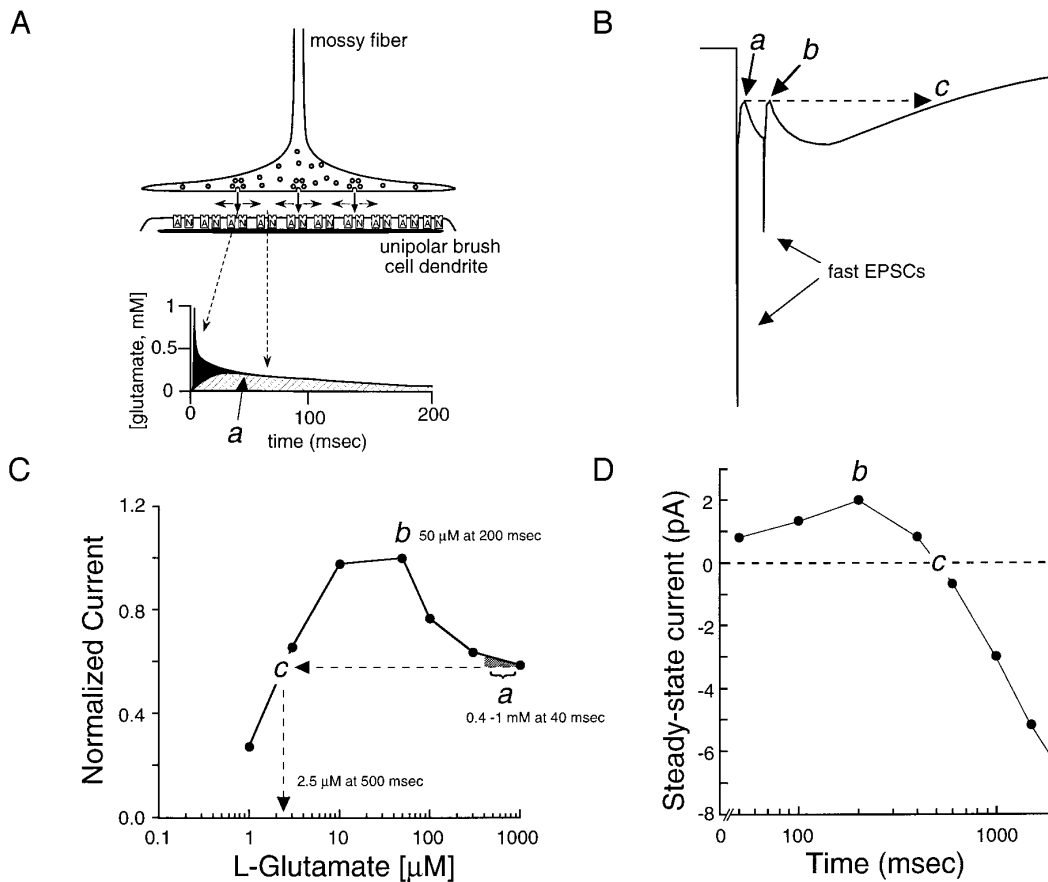 A
mossy fiber
A N A N A N A N A N A N A N A N A N A N
unipolar brush
cell dendrite
[glutamate, mM]
1
0.5
0
0
100
200
a
time (msec)
B
a
b
c
fast EPSCs
C
Normalized Current
1.2
0.8
0.4
0.0
b 50 μM at 200 msec
c
a
0.4 -1 mM at 40 msec
2.5 μM at 500 msec
0.1
1
10
100
1000
L-Glutamate [μM]
D
Steady-state current (pA)
2
0
-2
-4
-6
-8
b
c
0
100
1000
Time (msec)